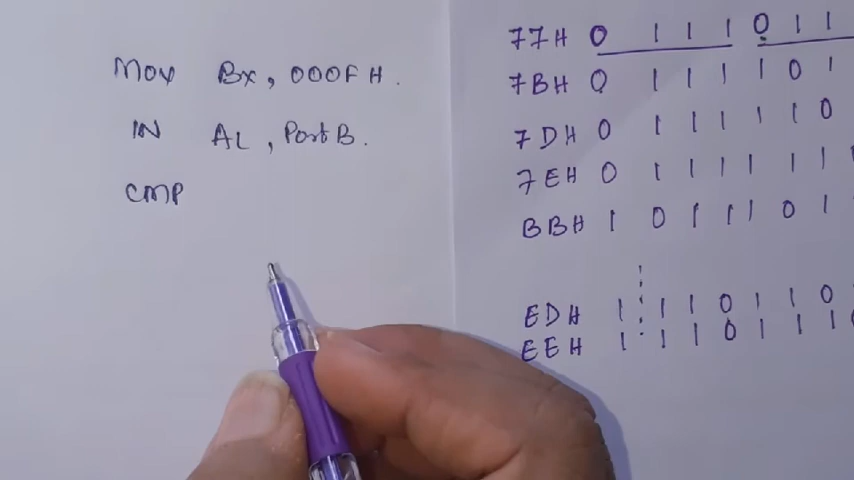 MOV BX, 000FH.
IN AL, Port B.
CMP
77H 0 1 1 1 0 1 1
7BH 0 1 1 1 1 0 1
7DH 0 1 1 1 1 1 0
7EH 0 1 1 1 1 1 1
BBH 1 0 1 1 1 0 1
EDH 1 1 1 0 1 1 0
EEH 1 1 1 0 1 1 1